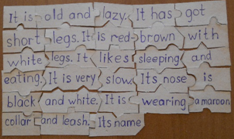 It is old and lazy. It has got
short legs. It is red brown with
white legs. It likes sleeping and
eating. It is very slow. Its nose is
black and white. It is wearing a maroon
collar and leash. Its name